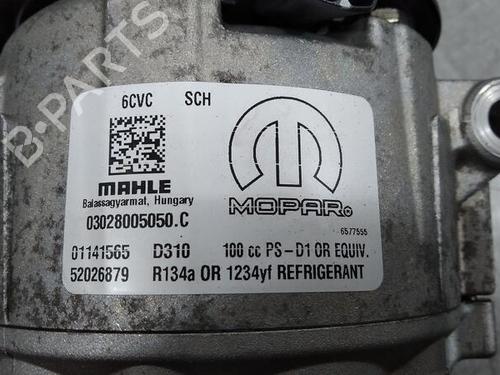 6CVC SCH
MAHLE
Balassagyarmat, Hungary
03028005050.C
MOPAR®
6577555
01141565 D310 100 cc PS-D1 OR EQUIV.
52026879 R134a OR 1234yf REFRIGERANT
B-PARTS